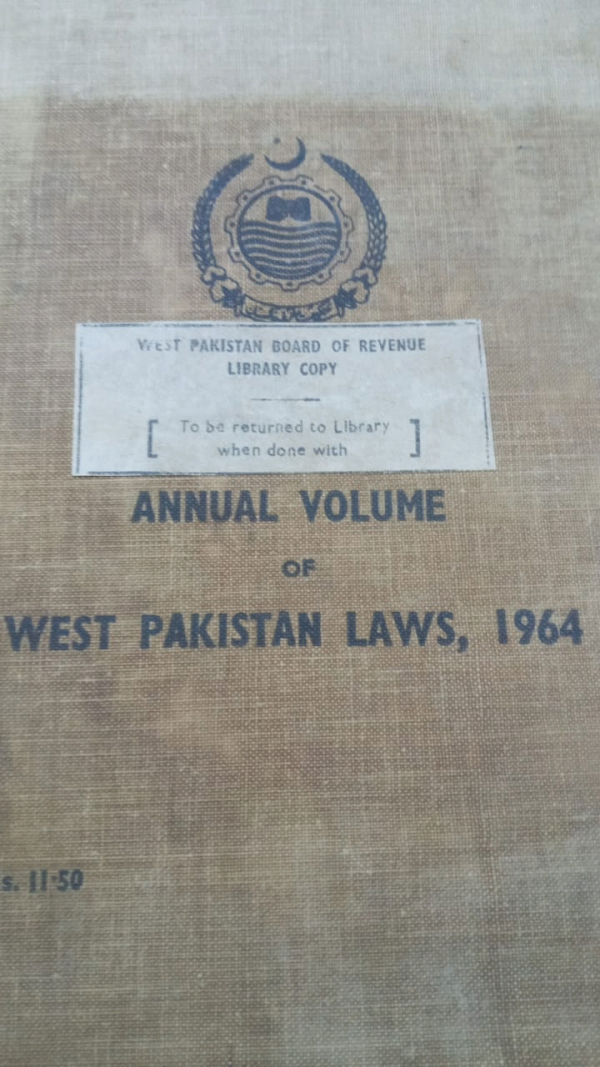 WEST PAKISTAN BOARD OF REVENUE
LIBRARY COPY
[ To be returned to Library
when done with ]
ANNUAL VOLUME
OF
WEST PAKISTAN LAWS, 1964
s. 11·50